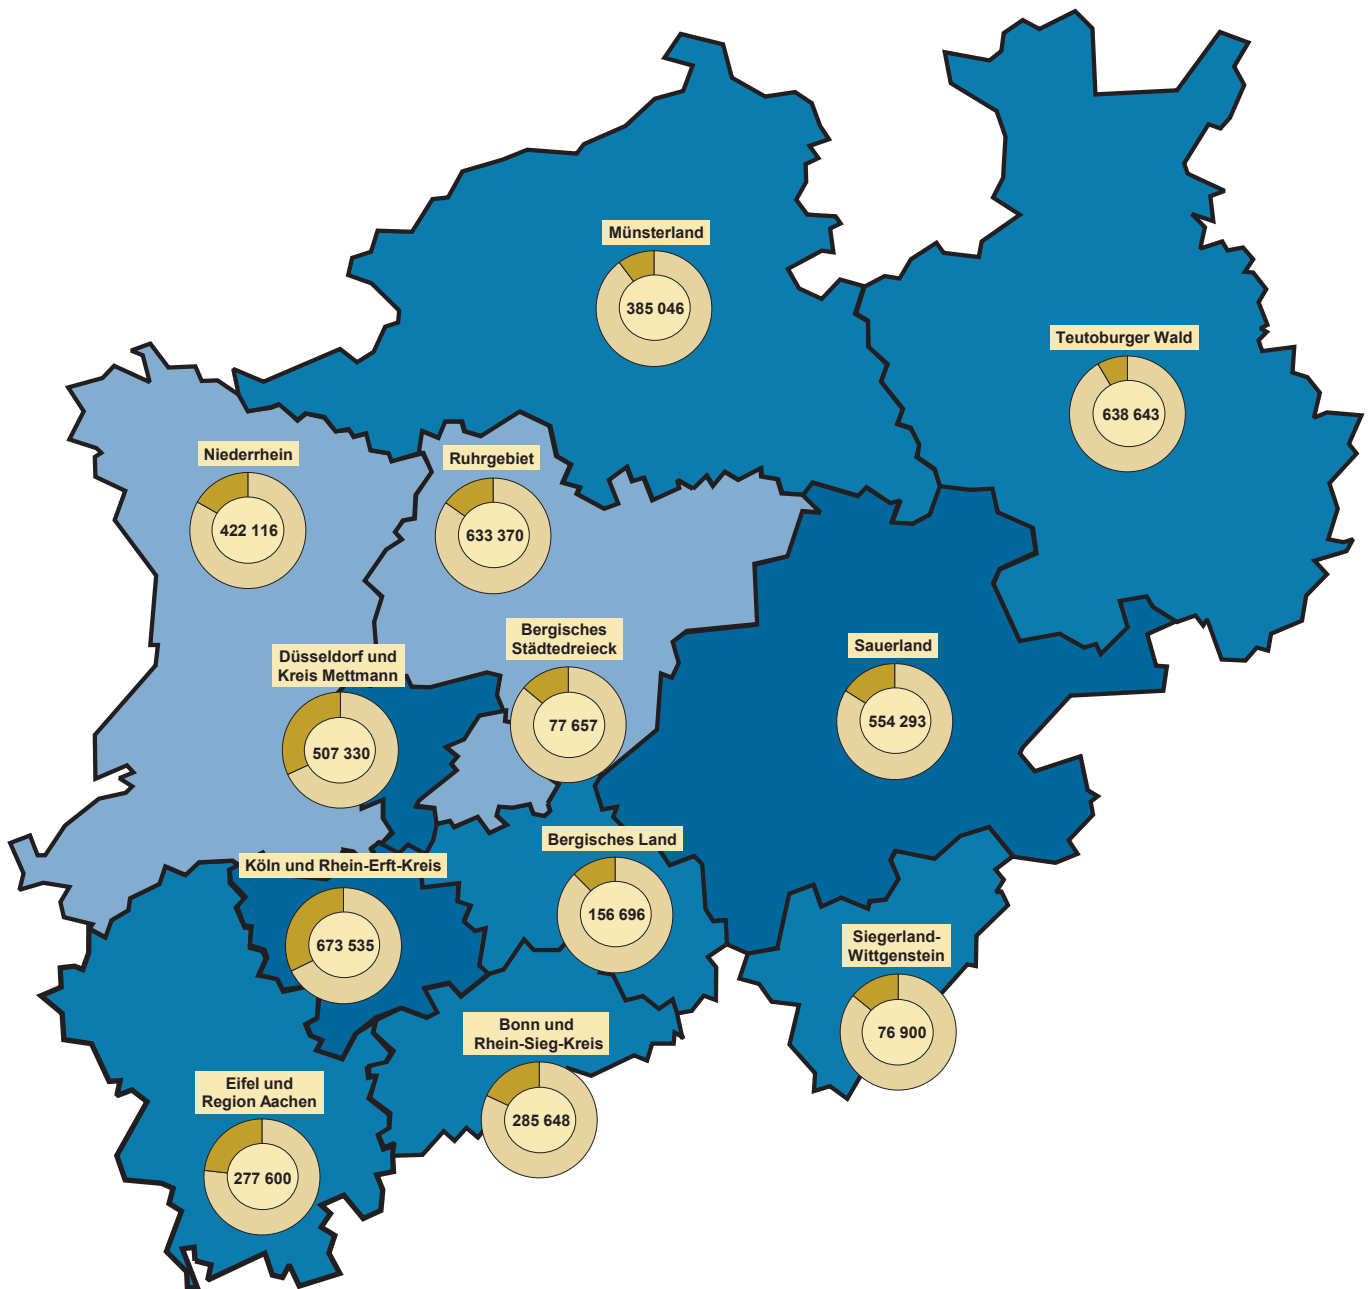 Münsterland
385 046
Teutoburger Wald
638 643
Niederrhein
422 116
Ruhrgebiet
633 370
Bergisches
Städtedreieck
77 657
Sauerland
554 293
Düsseldorf und
Kreis Mettmann
507 330
Bergisches Land
156 696
Köln und Rhein-Erft-Kreis
673 535
Siegerland-
Wittgenstein
76 900
Bonn und
Rhein-Sieg-Kreis
285 648
Eifel und
Region Aachen
277 600